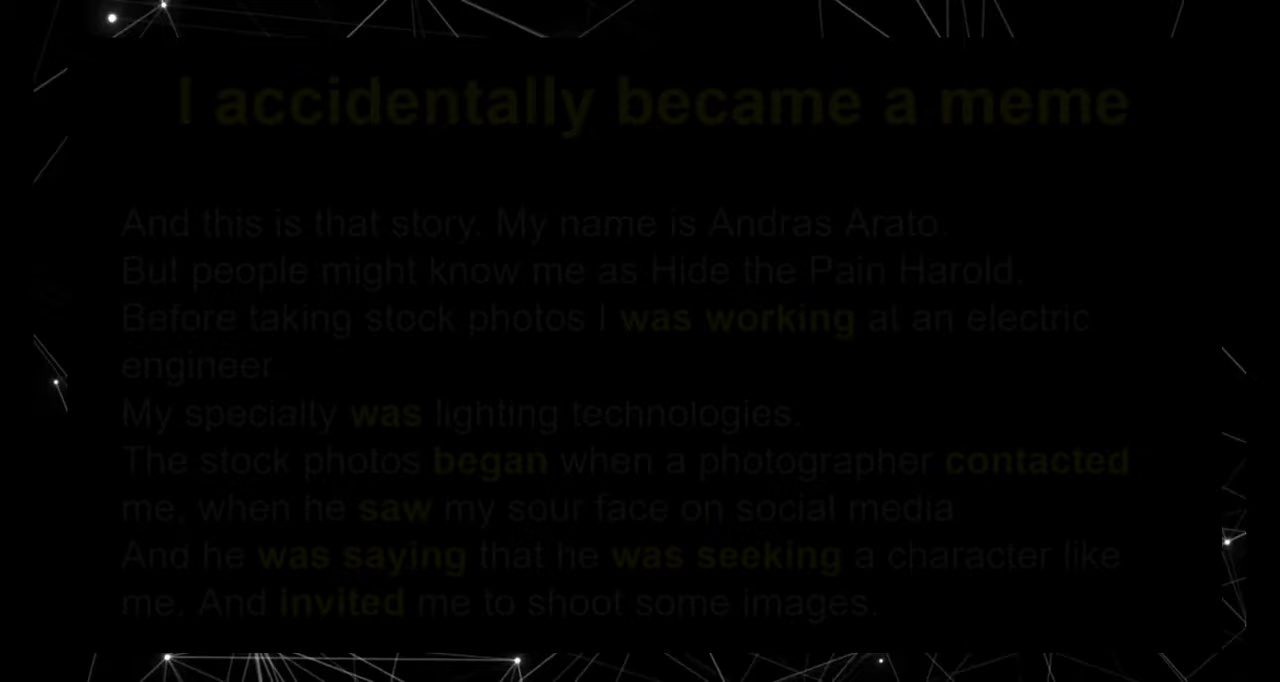 I accidentally became a meme
And this is that story. My name is Andras Arato.
But people might know me as Hide the Pain Harold.
Before taking stock photos I was working at an electric
engineer.
My specialty was lighting technologies.
The stock photos began when a photographer contacted
me, when he saw my sour face on social media
And he was saying that he was seeking a character like
me. And invited me to shoot some images.